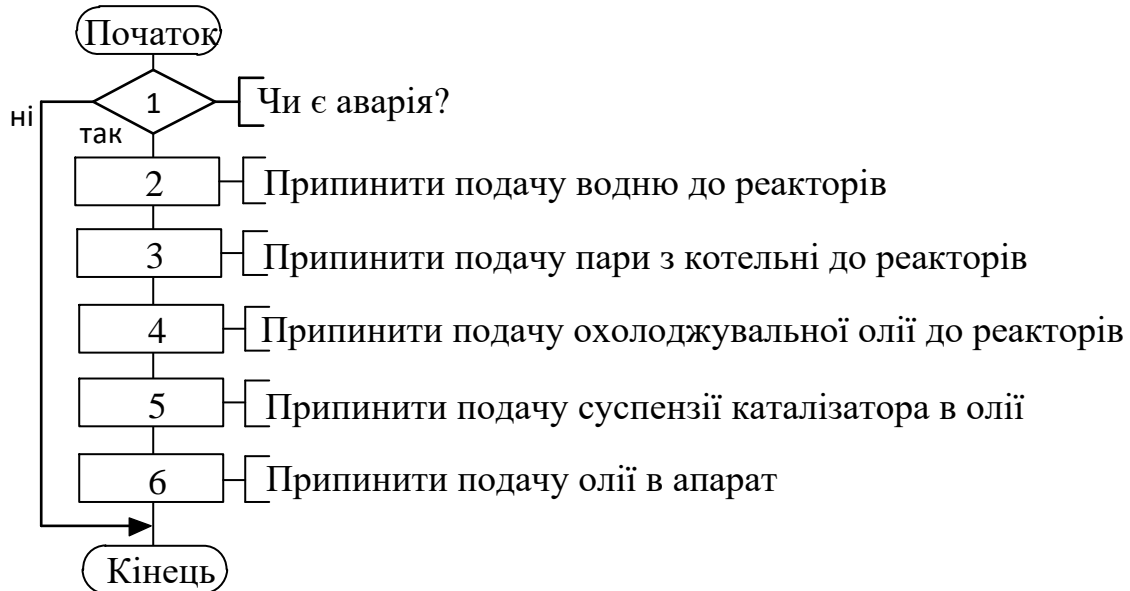 Початок
1
Чи є аварія?
ні
так
2
Припинити подачу водню до реакторів
3
Припинити подачу пари з котельні до реакторів
4
Припинити подачу охолоджувальної олії до реакторів
5
Припинити подачу суспензії каталізатора в олії
6
Припинити подачу олії в апарат
Кінець